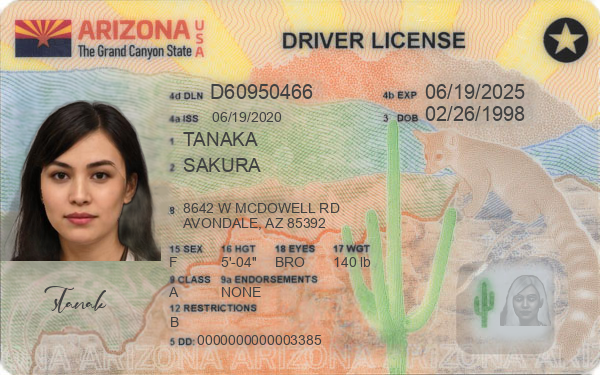 ARIZONA USA
The Grand Canyon State
DRIVER LICENSE
4d DLN D60950466
4b EXP 06/19/2025
4a ISS 06/19/2020
3 DOB 02/26/1998
1 TANAKA
2 SAKURA
8 8642 W MCDOWELL RD
AVONDALE, AZ 85392
15 SEX 16 HGT 18 EYES 17 WGT
F 5'-04" BRO 140 lb
9 CLASS 9a ENDORSEMENTS
A NONE
12 RESTRICTIONS
B
5 DD: 0000000000003385
STanak
ONA ARIZONA ARIZONA ARIZONA ARIZONA AXI